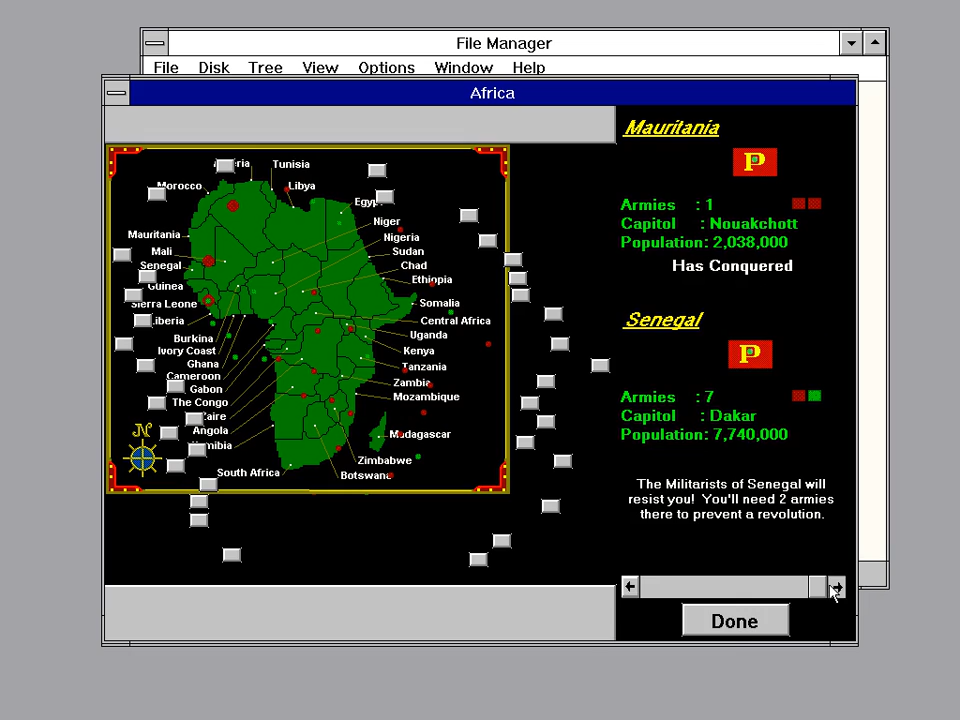 File Manager
File Disk Tree View Options Window Help
Africa
Mauritania
P
Armies : 1
Capitol : Nouakchott
Population: 2,038,000
Has Conquered
Senegal
P
Armies : 7
Capitol : Dakar
Population: 7,740,000
The Militarists of Senegal will
resist you! You'll need 2 armies
there to prevent a revolution.
Done
Tunisia
Morocco
Libya
Niger
Mauritania
Nigeria
Mali
Sudan
Senegal
Chad
Ethiopia
Guinea
Sierra Leone
Somalia
Liberia
Central Africa
Burkina
Uganda
Ivory Coast
Kenya
Ghana
Tanzania
Cameroon
Zambia
Gabon
Mozambique
The Congo
Zaire
Angola
Madagascar
Namibia
Zimbabwe
South Africa
Botswana
N